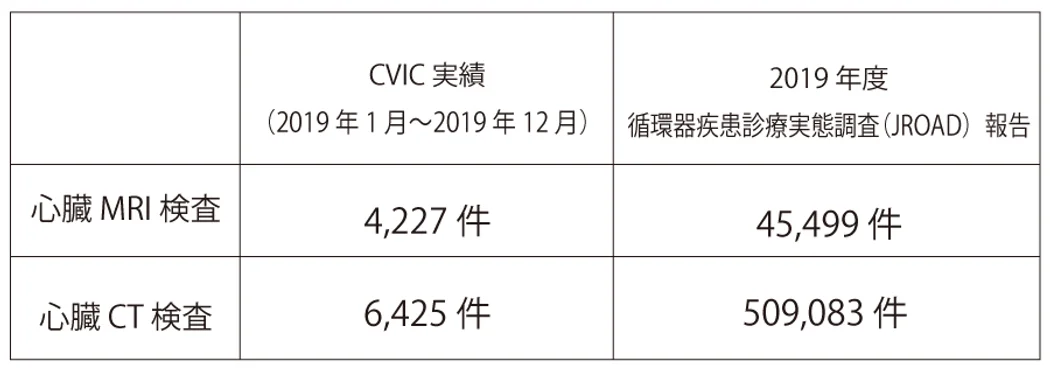 CVIC 実績
（2019 年 1 月～2019 年 12 月）
2019 年度
循環器疾患診療実態調査（JROAD） 報告
心臓 MRI 検査
4,227 件
45,499 件
心臓 CT 検査
6,425 件
509,083 件